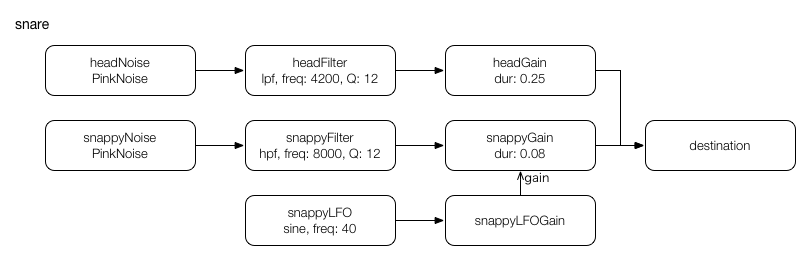 snare
headNoise
PinkNoise
headFilter
lpf, freq: 4200, Q: 12
headGain
dur: 0.25
snappyNoise
PinkNoise
snappyFilter
hpf, freq: 8000, Q: 12
snappyGain
dur: 0.08
destination
gain
snappyLFO
sine, freq: 40
snappyLFOGain